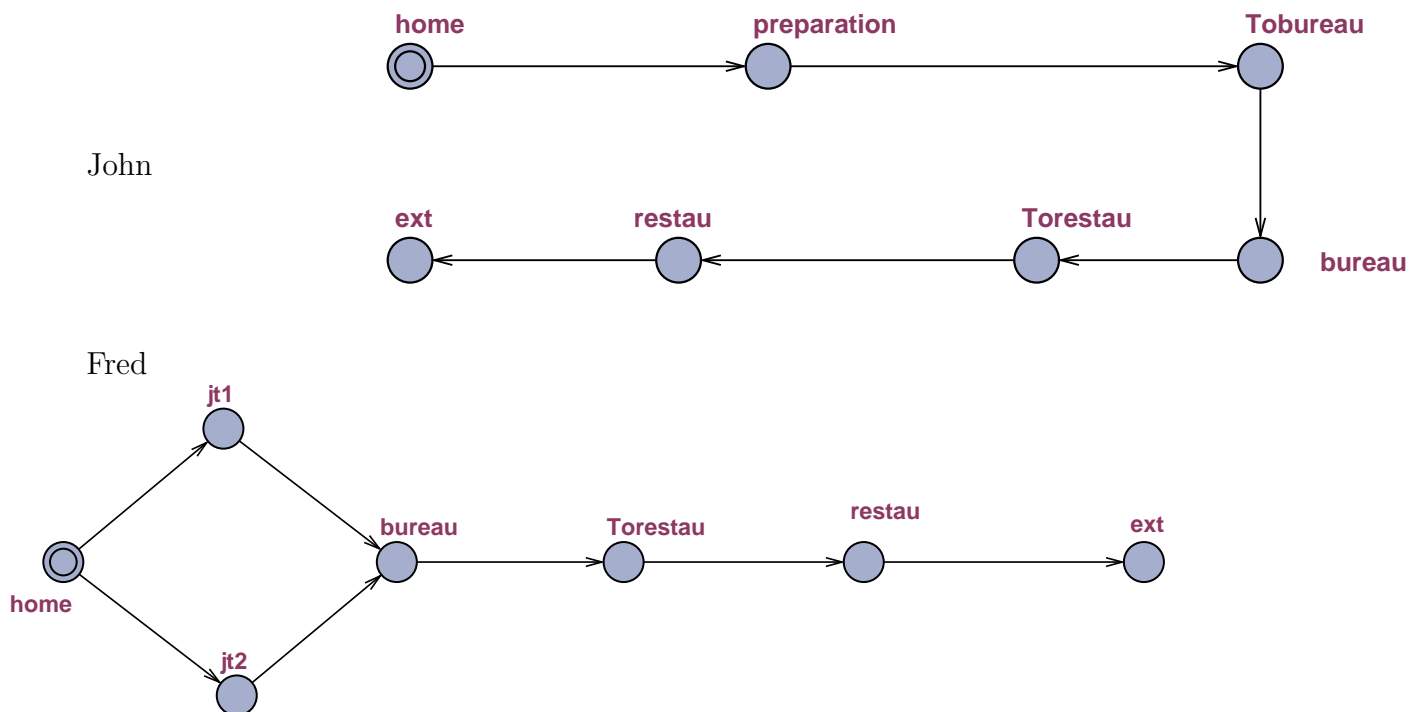 home preparation Tobureau
John
ext restau Torestau
bureau
Fred
jt1
bureau Torestau restau ext
home
jt2